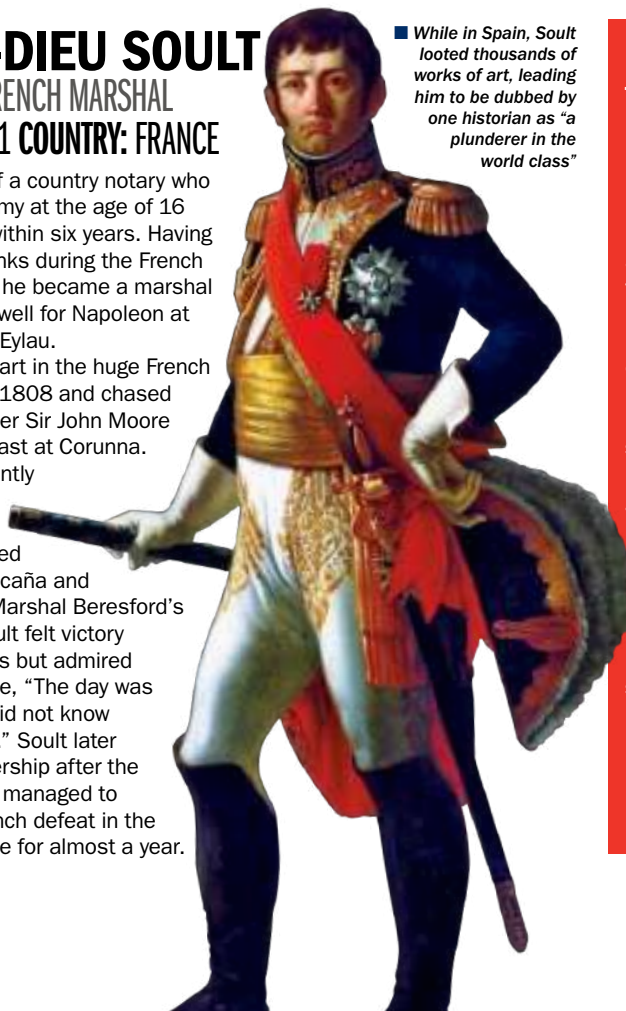 -DIEU SOULT
RENCH MARSHAL
1 COUNTRY: FRANCE
f a country notary who
my at the age of 16
within six years. Having
nks during the French
he became a marshal
well for Napoleon at
Eylau.
art in the huge French
1808 and chased
er Sir John Moore
ast at Corunna.
ntly
ed
caña and
Marshal Beresford's
ult felt victory
s but admired
e, “The day was
id not know
.” Soult later
ership after the
managed to
nch defeat in the
e for almost a year.
■ While in Spain, Soult
looted thousands of
works of art, leading
him to be dubbed by
one historian as “a
plunderer in the
world class”